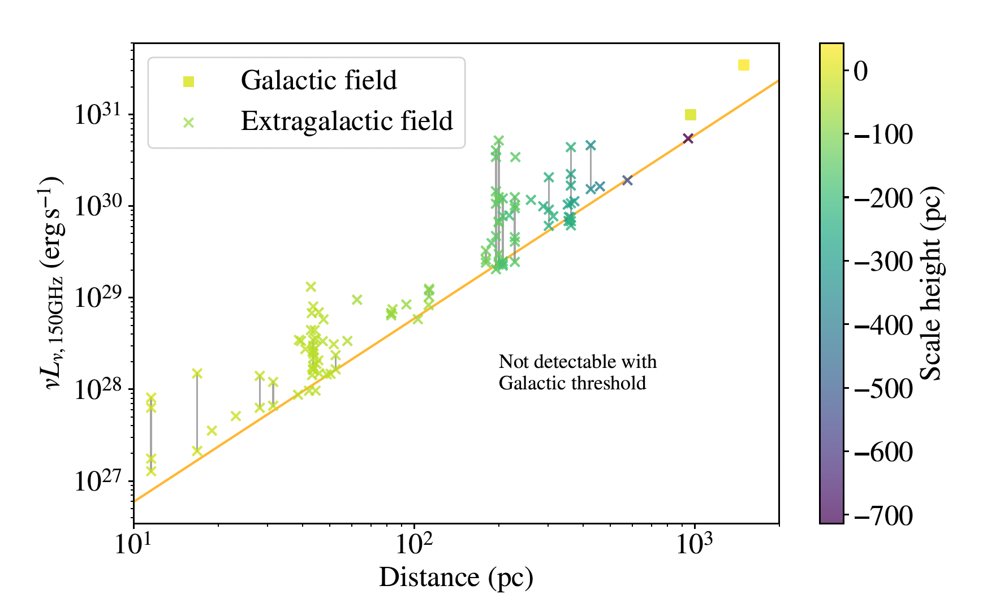 Galactic field
Extragalactic field
10^31
10^30
10^29
10^28
10^27
νL_ν, 150GHz (erg s^−1)
Not detectable with
Galactic threshold
10^1
10^2
10^3
Distance (pc)
0
−100
−200
−300
−400
−500
−600
−700
Scale height (pc)